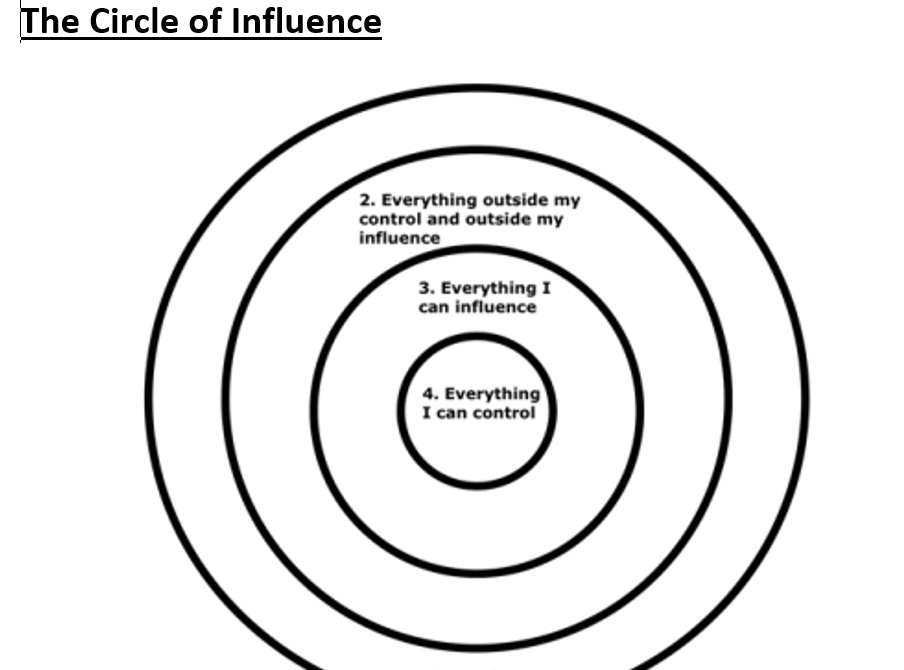 The Circle of Influence
2. Everything outside my
control and outside my
influence
3. Everything I
can influence
4. Everything
I can control